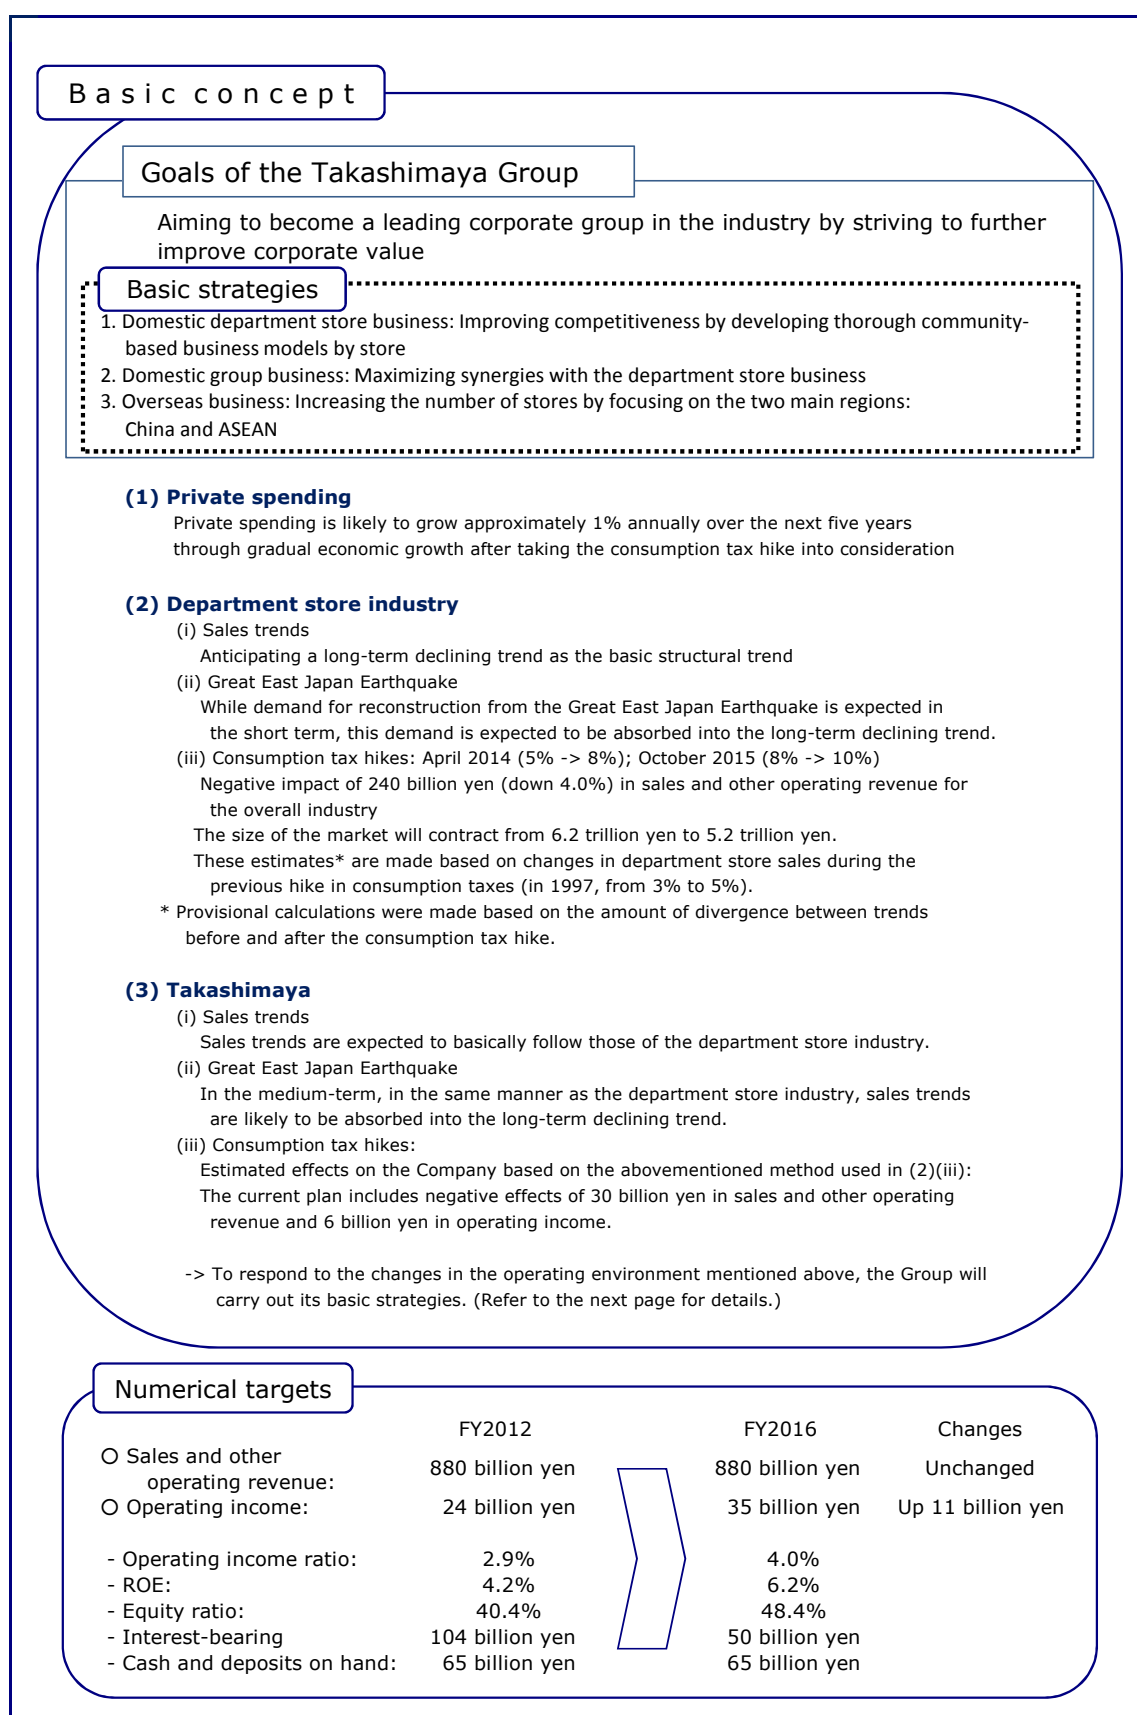 Basic concept
Goals of the Takashimaya Group
Aiming to become a leading corporate group in the industry by striving to further
improve corporate value
Basic strategies
1. Domestic department store business: Improving competitiveness by developing thorough community-
based business models by store
2. Domestic group business: Maximizing synergies with the department store business
3. Overseas business: Increasing the number of stores by focusing on the two main regions:
China and ASEAN
(1) Private spending
Private spending is likely to grow approximately 1% annually over the next five years
through gradual economic growth after taking the consumption tax hike into consideration
(2) Department store industry
(i) Sales trends
Anticipating a long-term declining trend as the basic structural trend
(ii) Great East Japan Earthquake
While demand for reconstruction from the Great East Japan Earthquake is expected in
the short term, this demand is expected to be absorbed into the long-term declining trend.
(iii) Consumption tax hikes: April 2014 (5% -> 8%); October 2015 (8% -> 10%)
Negative impact of 240 billion yen (down 4.0%) in sales and other operating revenue for
the overall industry
The size of the market will contract from 6.2 trillion yen to 5.2 trillion yen.
These estimates* are made based on changes in department store sales during the
previous hike in consumption taxes (in 1997, from 3% to 5%).
* Provisional calculations were made based on the amount of divergence between trends
before and after the consumption tax hike.
(3) Takashimaya
(i) Sales trends
Sales trends are expected to basically follow those of the department store industry.
(ii) Great East Japan Earthquake
In the medium-term, in the same manner as the department store industry, sales trends
are likely to be absorbed into the long-term declining trend.
(iii) Consumption tax hikes:
Estimated effects on the Company based on the abovementioned method used in (2)(iii):
The current plan includes negative effects of 30 billion yen in sales and other operating
revenue and 6 billion yen in operating income.
-> To respond to the changes in the operating environment mentioned above, the Group will
carry out its basic strategies. (Refer to the next page for details.)
Numerical targets
FY2012 FY2016 Changes
○ Sales and other
operating revenue: 880 billion yen 880 billion yen Unchanged
○ Operating income: 24 billion yen 35 billion yen Up 11 billion yen
- Operating income ratio: 2.9% 4.0%
- ROE: 4.2% 6.2%
- Equity ratio: 40.4% 48.4%
- Interest-bearing 104 billion yen 50 billion yen
- Cash and deposits on hand: 65 billion yen 65 billion yen